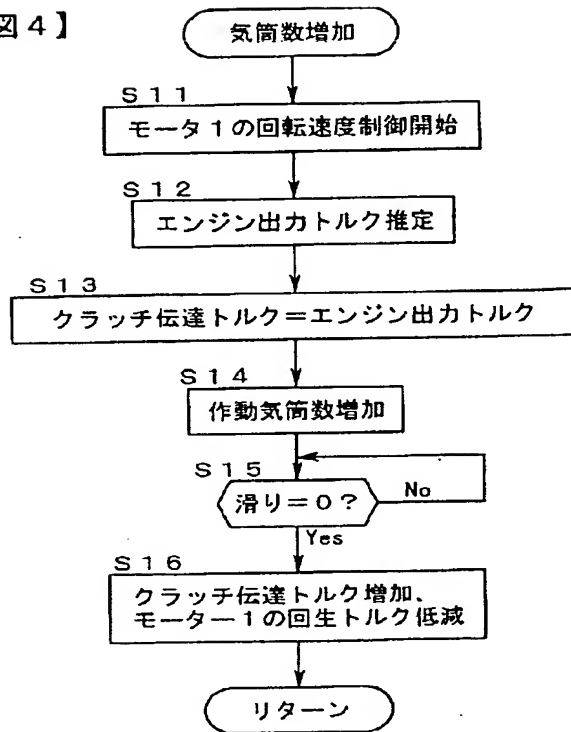 図4】
気筒数増加
S11
モータ1の回転速度制御開始
S12
エンジン出力トルク推定
S13
クラッチ伝達トルク=エンジン出力トルク
S14
作動気筒数増加
S15
滑り=0?
No
Yes
S16
クラッチ伝達トルク増加、
モーター1の回生トルク低減
リターン